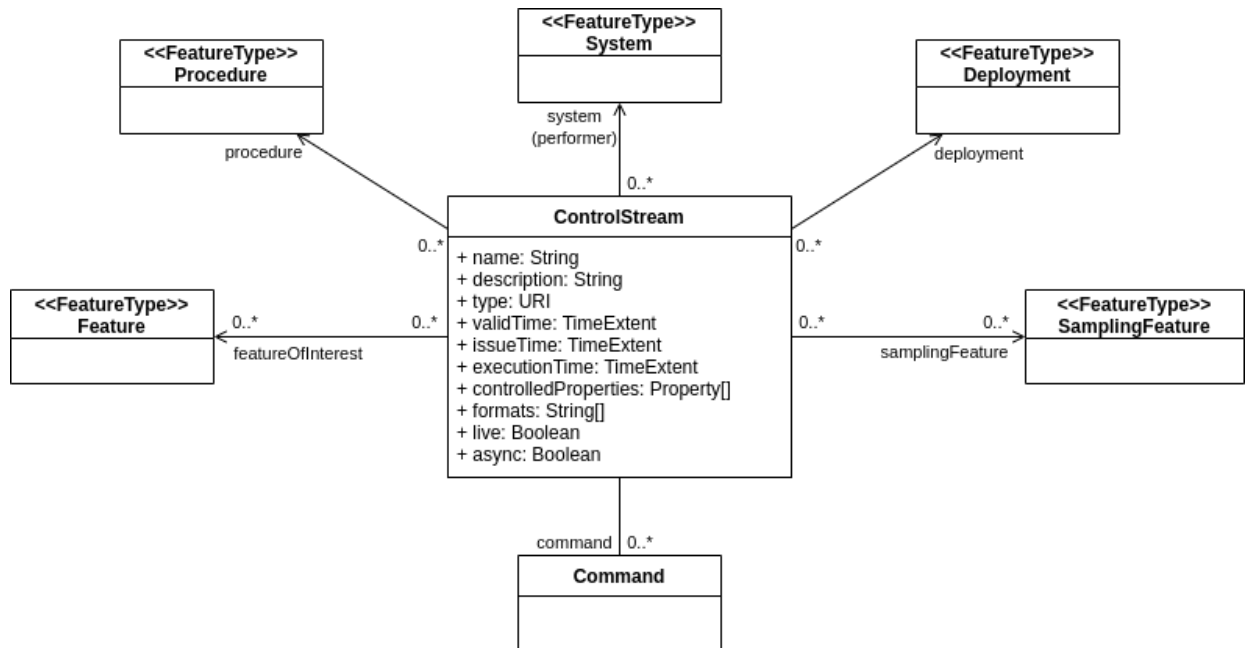 <<FeatureType>>
System
<<FeatureType>>
Procedure
<<FeatureType>>
Deployment
system
(performer)
procedure
deployment
0..*
ControlStream
0..*
0..*
+ name: String
+ description: String
+ type: URI
+ validTime: TimeExtent
+ issueTime: TimeExtent
+ executionTime: TimeExtent
+ controlledProperties: Property[]
+ formats: String[]
+ live: Boolean
+ async: Boolean
<<FeatureType>>
Feature
0..*
0..*
featureOfInterest
0..*
0..*
samplingFeature
<<FeatureType>>
SamplingFeature
command
0..*
Command